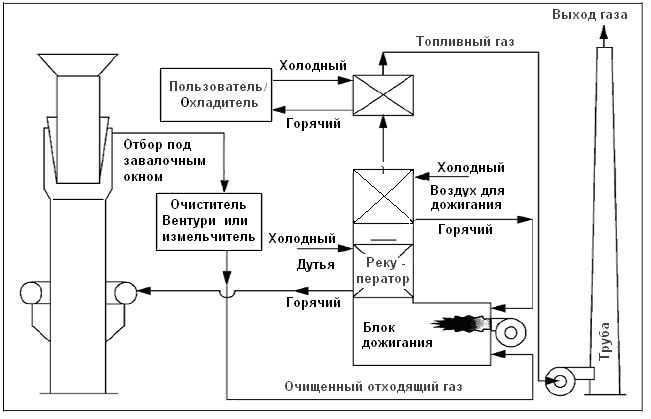 Выход газа
Топливный газ
Холодный
Пользователь/
Охладитель
Горячий
Отбор под
завалочным
окном
Холодный
Воздух для
дожигания
Горячий
Очиститель
Вентури или
измельчитель
Холодный
Дутья
Реку -
ператор
Горячий
Блок
дожигания
Труба
Очищенный отходящий газ